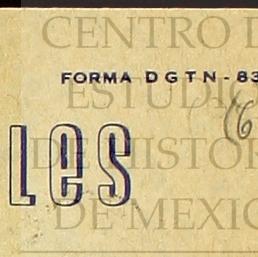 CENTRO D
FORMA DGTN-83
ESTUDIO
les
DE HISTOR
DE MEXIC